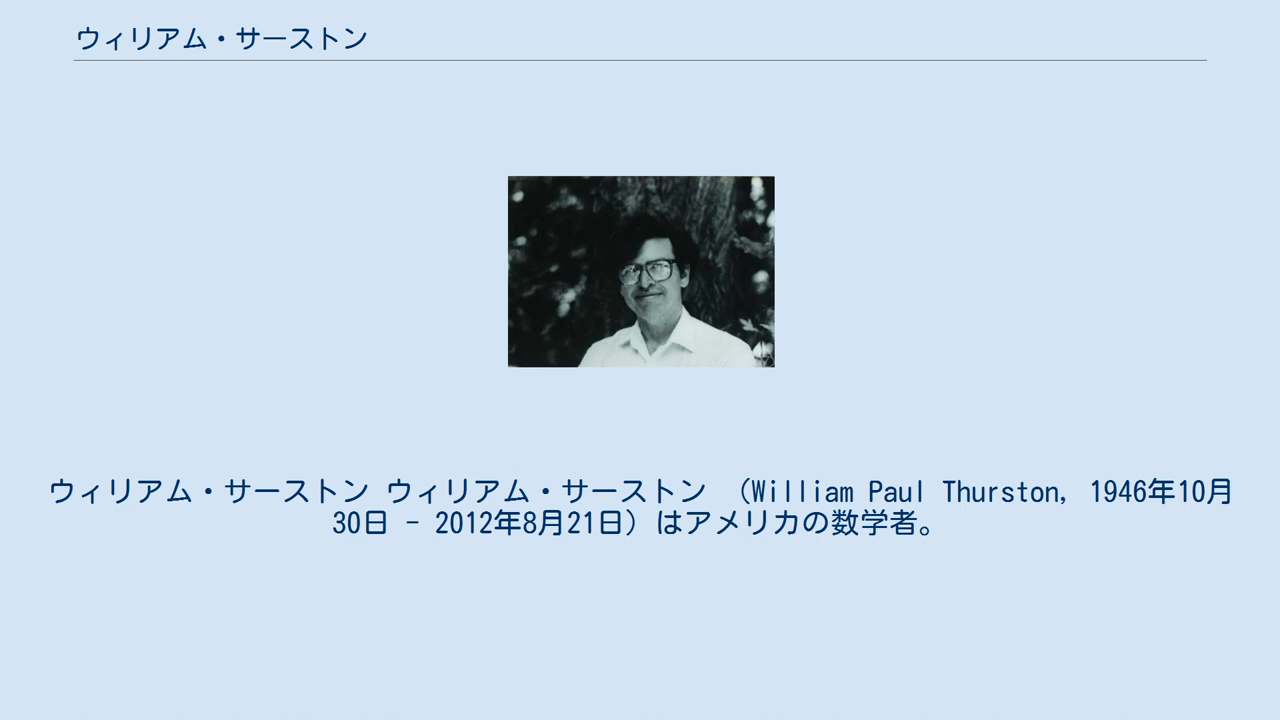 ウィリアム・サーストン
ウィリアム・サーストン ウィリアム・サーストン （William Paul Thurston, 1946年10月
30日 - 2012年8月21日）はアメリカの数学者。